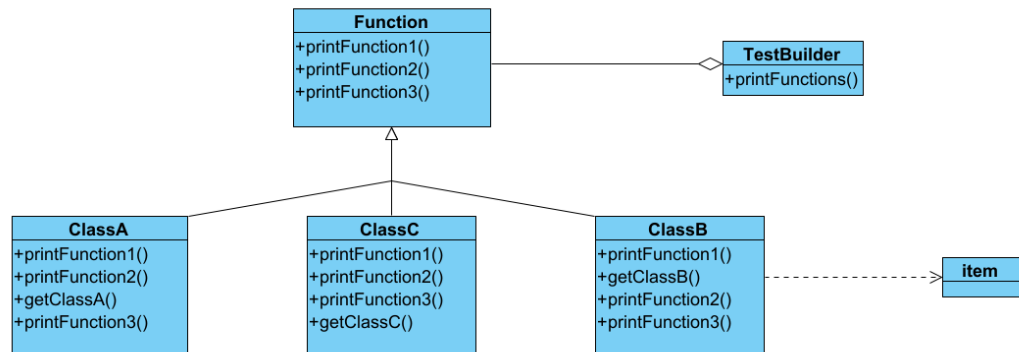 Function
+printFunction1()
+printFunction2()
+printFunction3()
TestBuilder
+printFunctions()
ClassA
+printFunction1()
+printFunction2()
+getClassA()
+printFunction3()
ClassC
+printFunction1()
+printFunction2()
+printFunction3()
+getClassC()
ClassB
+printFunction1()
+getClassB()
+printFunction2()
+printFunction3()
item